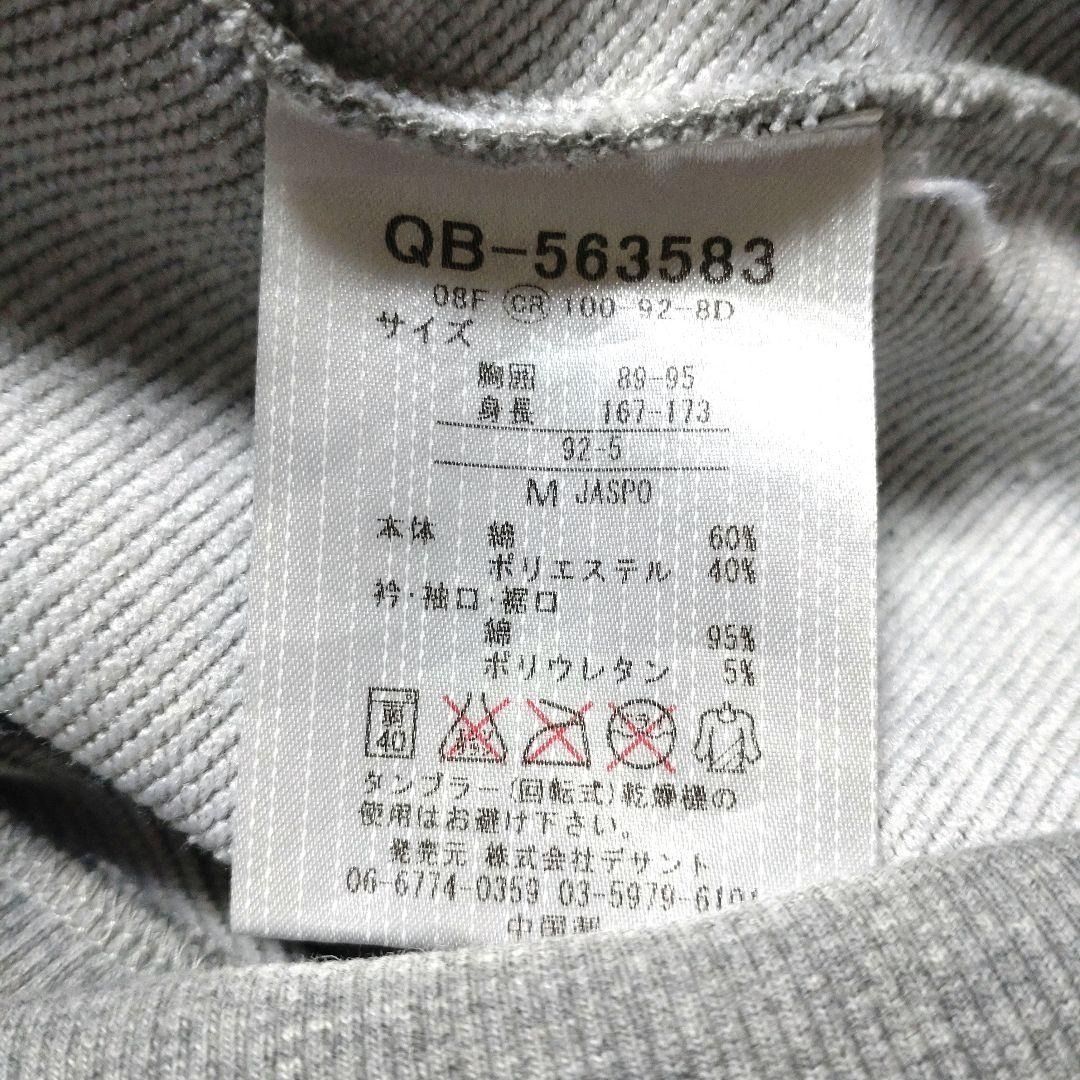 QB-563583
08F CR 100-92-8D
サイズ
胸囲 89-95
身長 167-173
92-5
M JASPO
本体 綿 60%
ポリエステル 40%
衿・袖口・裾口
綿 95%
ポリウレタン 5%
弱 40
タンブラー(回転式)乾燥機の
使用はお避け下さい。
発売元 株式会社デサント
06-6774-0359 03-5979-6101
中国製